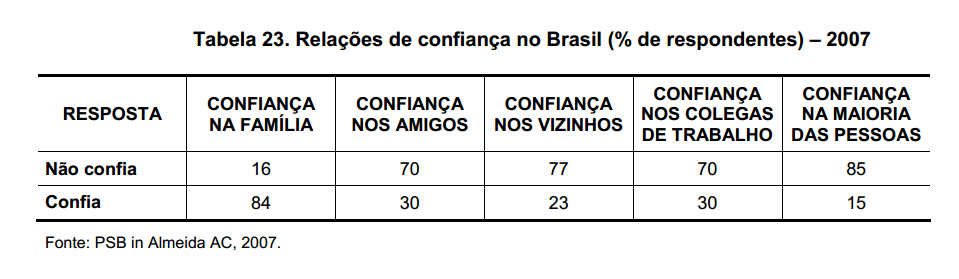 Tabela 23. Relações de confiança no Brasil (% de respondentes) – 2007
RESPOSTA CONFIANÇA NA FAMÍLIA CONFIANÇA NOS AMIGOS CONFIANÇA NOS VIZINHOS CONFIANÇA NOS COLEGAS DE TRABALHO CONFIANÇA NA MAIORIA DAS PESSOAS
Não confia 16 70 77 70 85
Confia 84 30 23 30 15
Fonte: PSB in Almeida AC, 2007.